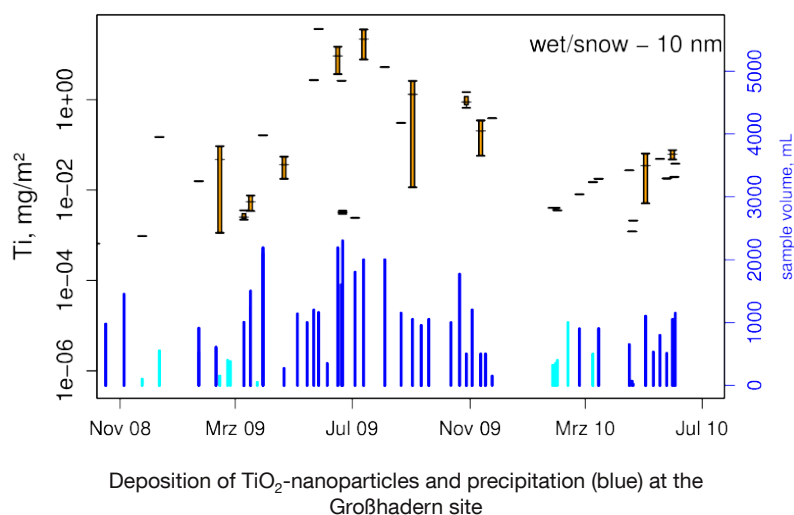 wet/snow – 10 nm
Ti, mg/m²
1e+00
1e−02
1e−04
1e−06
5000
4000
3000
2000
1000
0
sample volume, mL
Nov 08 Mrz 09 Jul 09 Nov 09 Mrz 10 Jul 10
Deposition of TiO₂-nanoparticles and precipitation (blue) at the
Großhadern site